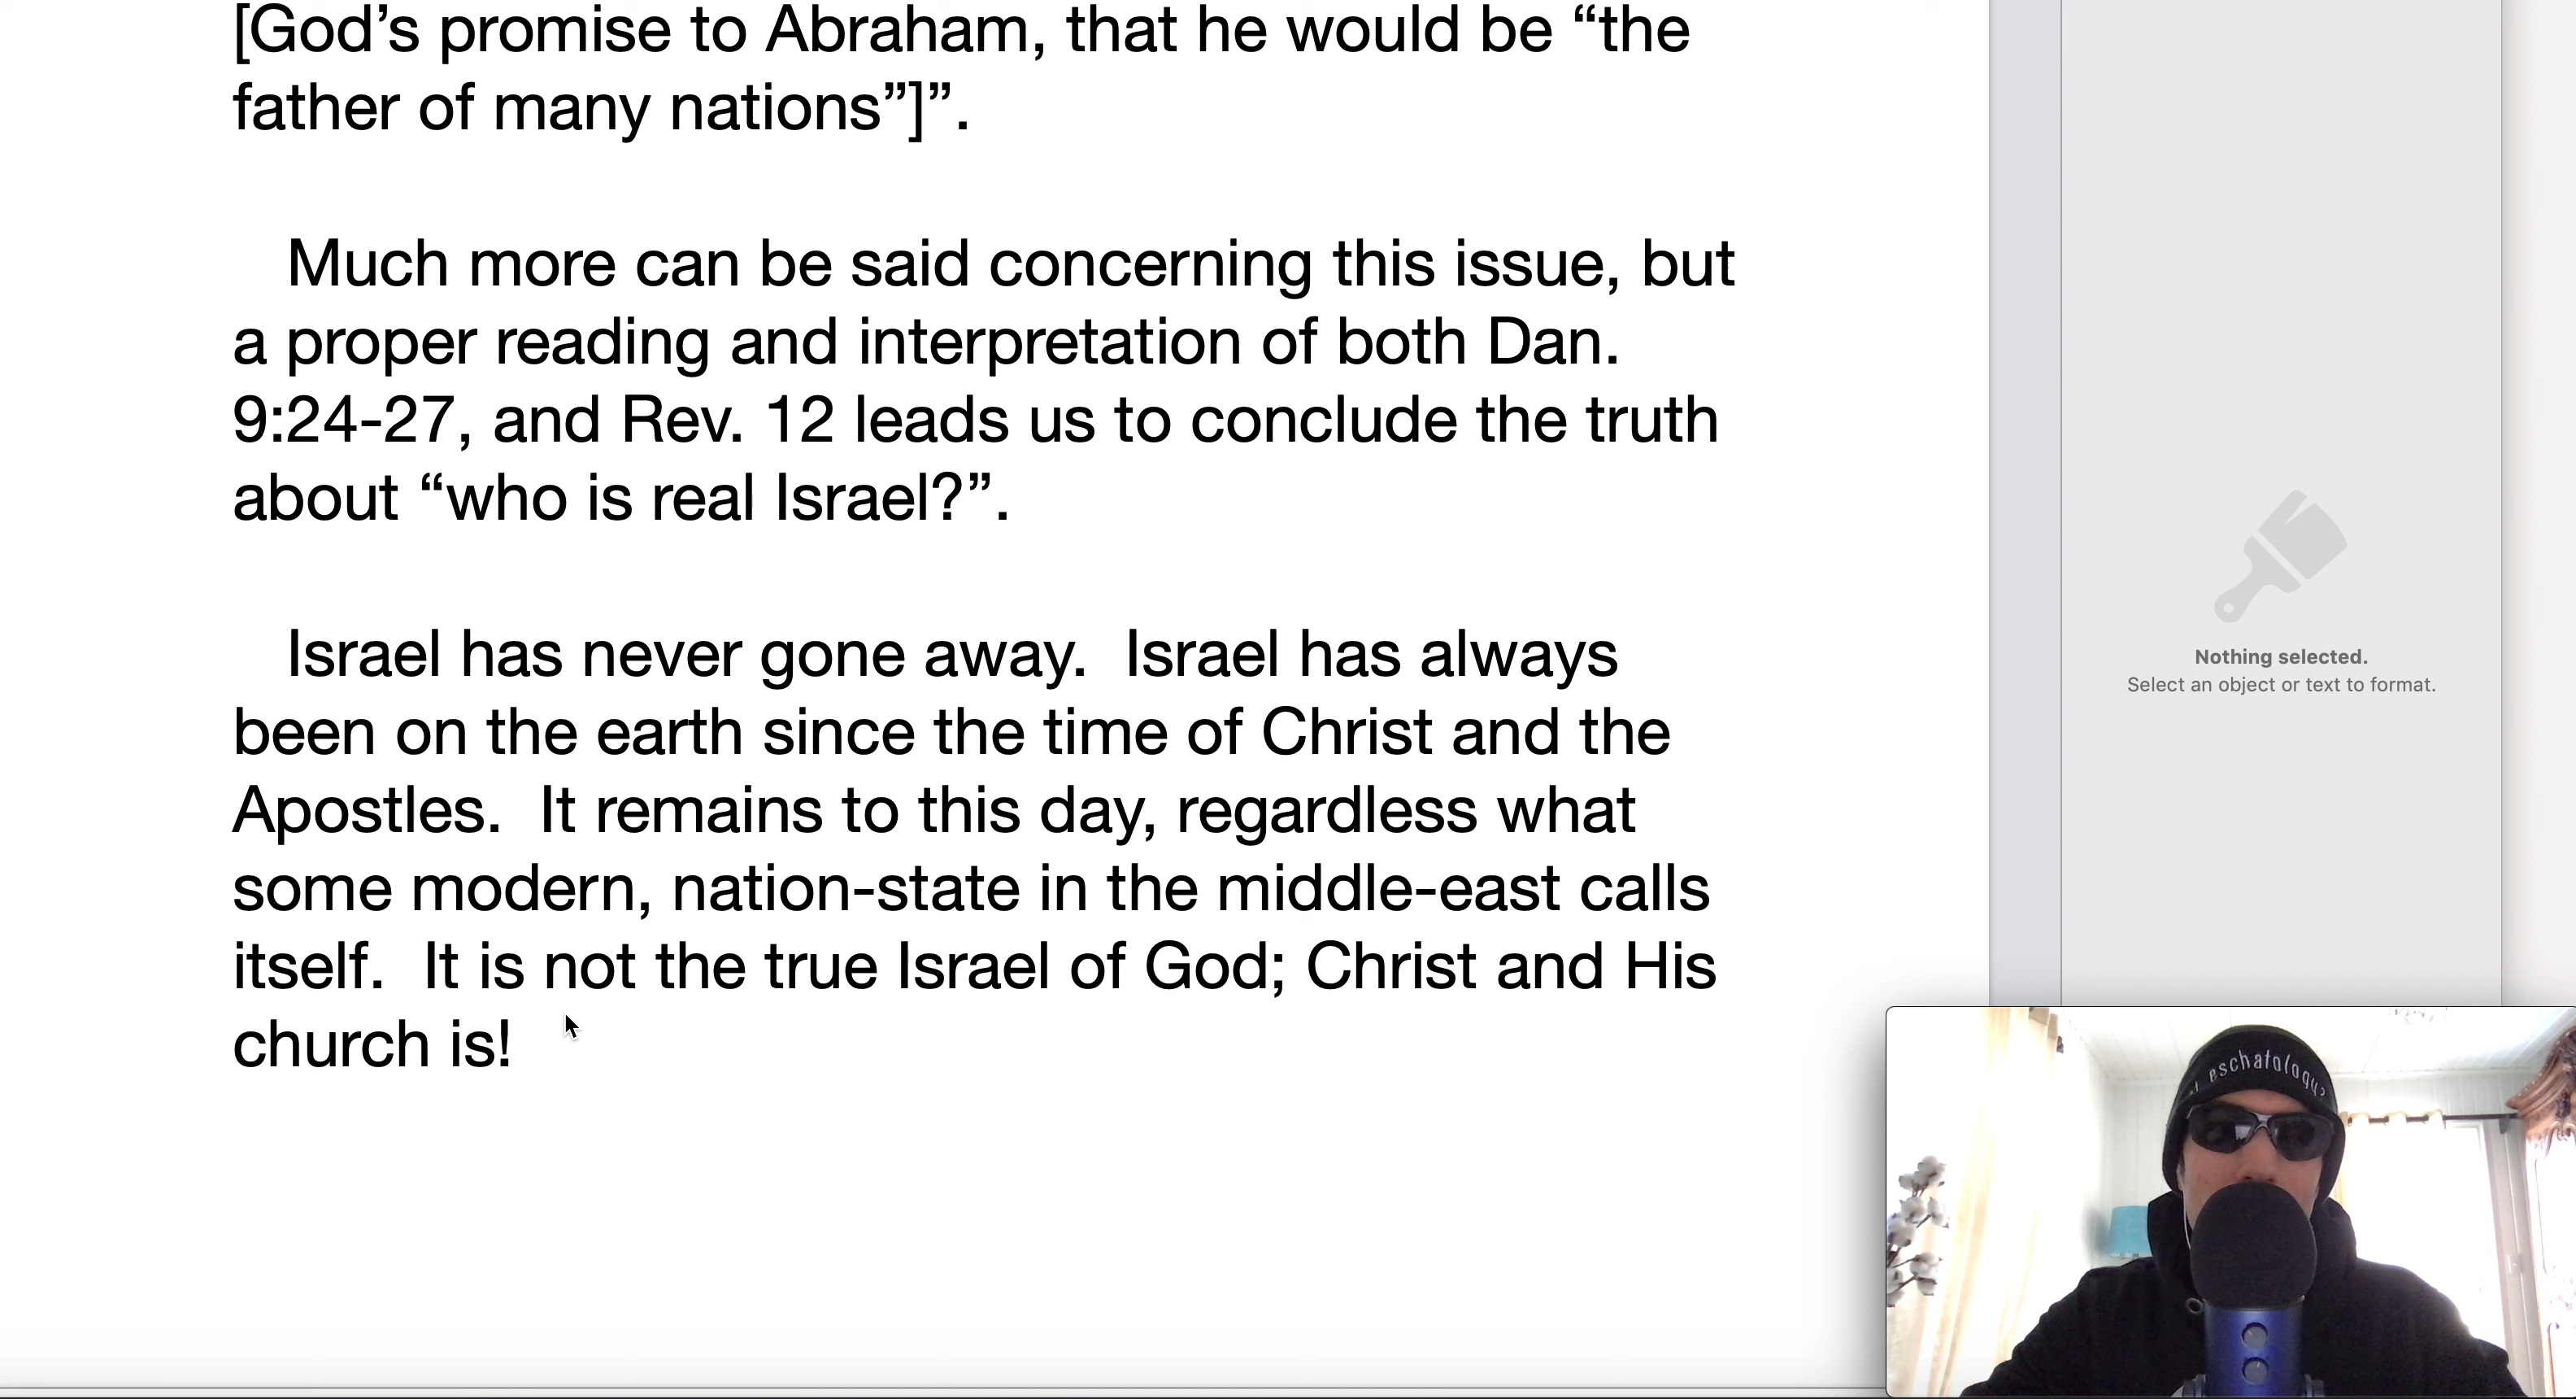 [God’s promise to Abraham, that he would be “the
father of many nations”]”.
Much more can be said concerning this issue, but
a proper reading and interpretation of both Dan.
9:24-27, and Rev. 12 leads us to conclude the truth
about “who is real Israel?”.
Israel has never gone away.  Israel has always
been on the earth since the time of Christ and the
Apostles.  It remains to this day, regardless what
some modern, nation-state in the middle-east calls
itself.  It is not the true Israel of God; Christ and His
church is!
Nothing selected.
Select an object or text to format.
eschatology